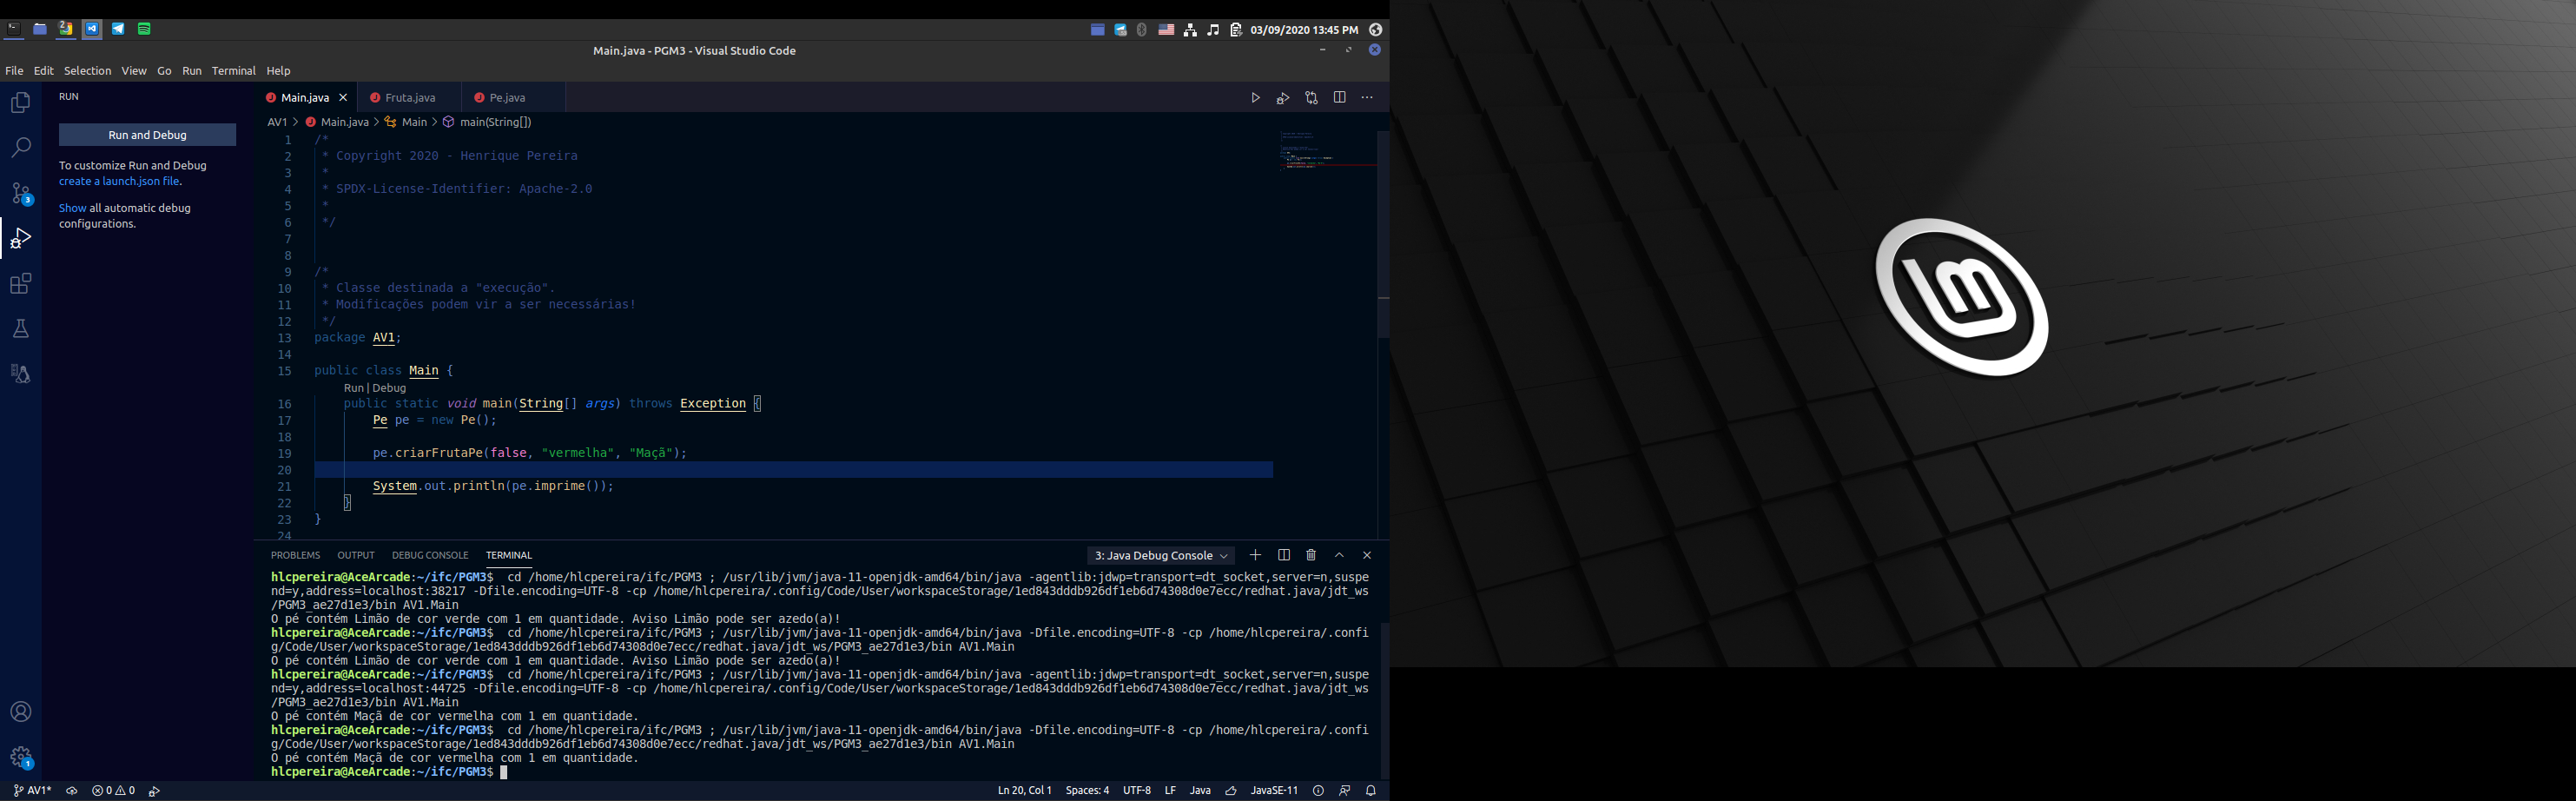 2
03/09/2020 13:45 PM
Main.java - PGM3 - Visual Studio Code
File Edit Selection View Go Run Terminal Help
RUN
Run and Debug
To customize Run and Debug
create a launch.json file.
Show all automatic debug
configurations.
3
1
Main.java Fruta.java Pe.java
AV1 > Main.java > Main > main(String[])
1 /*
2 * Copyright 2020 - Henrique Pereira
3 *
4 * SPDX-License-Identifier: Apache-2.0
5 *
6 */
7
8
9 /*
10 * Classe destinada a "execução".
11 * Modificações podem vir a ser necessárias!
12 */
13 package AV1;
14
15 public class Main {
Run | Debug
16 public static void main(String[] args) throws Exception {
17 Pe pe = new Pe();
18
19 pe.criarFrutaPe(false, "vermelha", "Maçã");
20
21 System.out.println(pe.imprime());
22 }
23 }
24
PROBLEMS OUTPUT DEBUG CONSOLE TERMINAL 3: Java Debug Console
hlcpereira@AceArcade:~/ifc/PGM3$ cd /home/hlcpereira/ifc/PGM3 ; /usr/lib/jvm/java-11-openjdk-amd64/bin/java -agentlib:jdwp=transport=dt_socket,server=n,suspe
nd=y,address=localhost:38217 -Dfile.encoding=UTF-8 -cp /home/hlcpereira/.config/Code/User/workspaceStorage/1ed843dddb926df1eb6d74308d0e7ecc/redhat.java/jdt_ws
/PGM3_ae27d1e3/bin AV1.Main
O pé contém Limão de cor verde com 1 em quantidade. Aviso Limão pode ser azedo(a)!
hlcpereira@AceArcade:~/ifc/PGM3$ cd /home/hlcpereira/ifc/PGM3 ; /usr/lib/jvm/java-11-openjdk-amd64/bin/java -Dfile.encoding=UTF-8 -cp /home/hlcpereira/.confi
g/Code/User/workspaceStorage/1ed843dddb926df1eb6d74308d0e7ecc/redhat.java/jdt_ws/PGM3_ae27d1e3/bin AV1.Main
O pé contém Limão de cor verde com 1 em quantidade. Aviso Limão pode ser azedo(a)!
hlcpereira@AceArcade:~/ifc/PGM3$ cd /home/hlcpereira/ifc/PGM3 ; /usr/lib/jvm/java-11-openjdk-amd64/bin/java -agentlib:jdwp=transport=dt_socket,server=n,suspe
nd=y,address=localhost:44725 -Dfile.encoding=UTF-8 -cp /home/hlcpereira/.config/Code/User/workspaceStorage/1ed843dddb926df1eb6d74308d0e7ecc/redhat.java/jdt_ws
/PGM3_ae27d1e3/bin AV1.Main
O pé contém Maçã de cor vermelha com 1 em quantidade.
hlcpereira@AceArcade:~/ifc/PGM3$ cd /home/hlcpereira/ifc/PGM3 ; /usr/lib/jvm/java-11-openjdk-amd64/bin/java -Dfile.encoding=UTF-8 -cp /home/hlcpereira/.confi
g/Code/User/workspaceStorage/1ed843dddb926df1eb6d74308d0e7ecc/redhat.java/jdt_ws/PGM3_ae27d1e3/bin AV1.Main
O pé contém Maçã de cor vermelha com 1 em quantidade.
hlcpereira@AceArcade:~/ifc/PGM3$
AV1* 0 0 Ln 20, Col 1 Spaces: 4 UTF-8 LF Java JavaSE-11